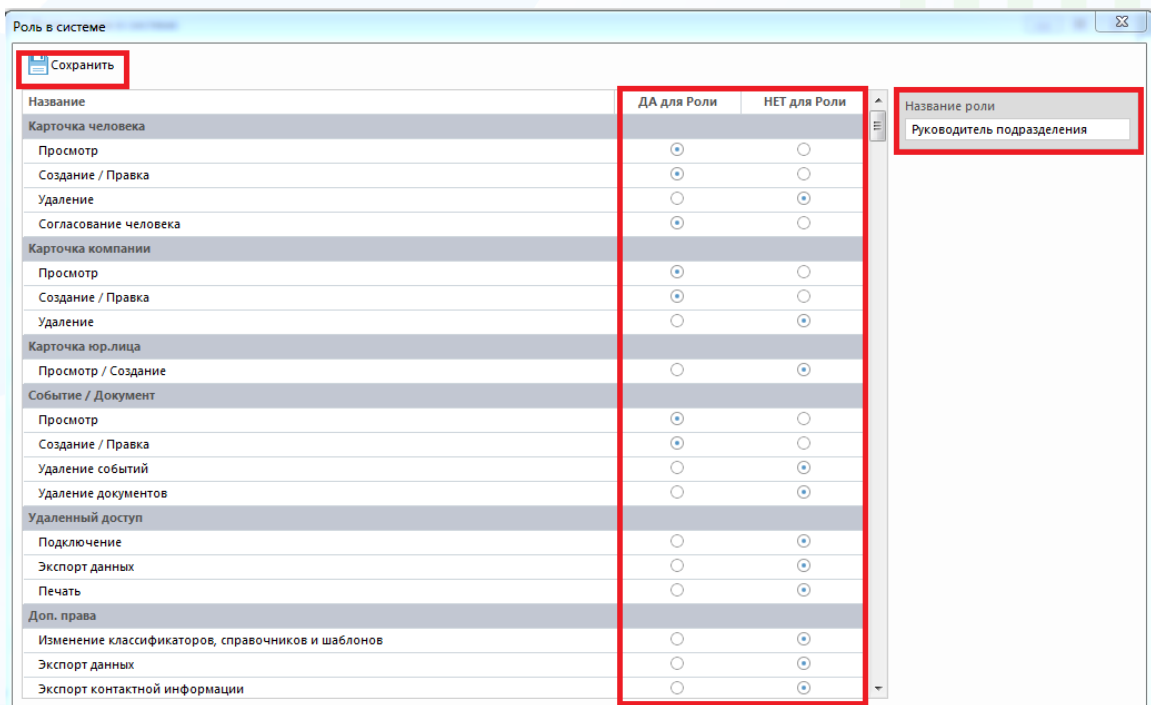 Роль в системе
Сохранить
Название ДА для Роли НЕТ для Роли
Название роли
Руководитель подразделения
Карточка человека
Просмотр
Создание / Правка
Удаление
Согласование человека
Карточка компании
Просмотр
Создание / Правка
Удаление
Карточка юр.лица
Просмотр / Создание
Событие / Документ
Просмотр
Создание / Правка
Удаление событий
Удаление документов
Удаленный доступ
Подключение
Экспорт данных
Печать
Доп. права
Изменение классификаторов, справочников и шаблонов
Экспорт данных
Экспорт контактной информации